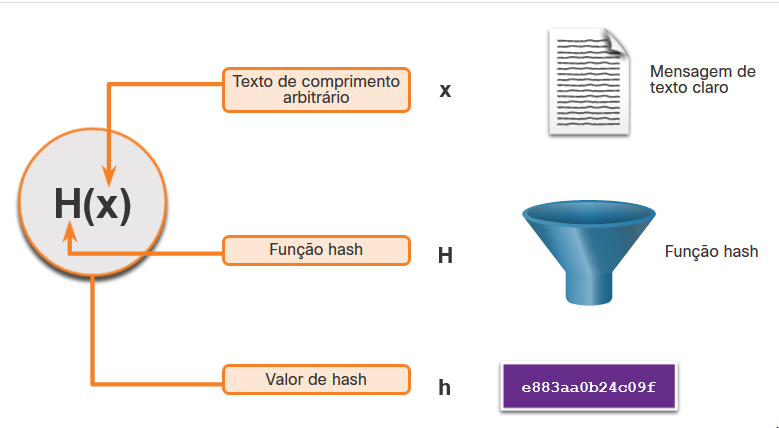 Texto de comprimento
arbitrário
x
Mensagem de
texto claro
H(x)
Função hash
H
Função hash
Valor de hash
h
e883aa0b24c09f